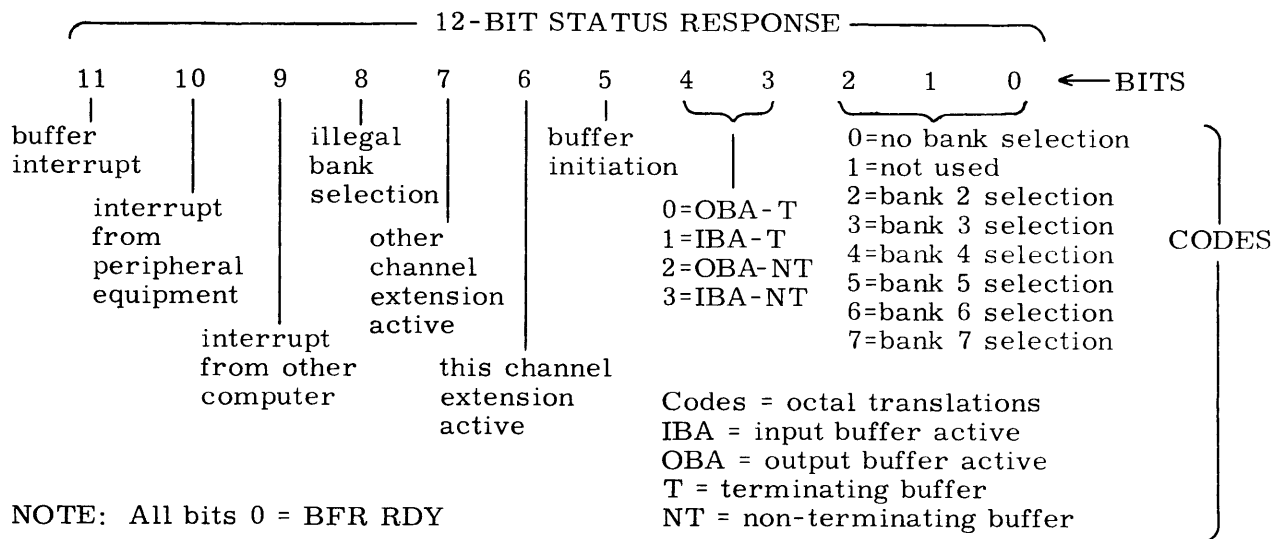 12-BIT STATUS RESPONSE
11 10 9 8 7 6 5 4 3 2 1 0 ←BITS
buffer
interrupt
interrupt
from
peripheral
equipment
interrupt
from other
computer
illegal
bank
selection
other
channel
extension
active
this channel
extension
active
buffer
initiation
0=OBA-T
1=IBA-T
2=OBA-NT
3=IBA-NT
0=no bank selection
1=not used
2=bank 2 selection
3=bank 3 selection
4=bank 4 selection
5=bank 5 selection
6=bank 6 selection
7=bank 7 selection
CODES
Codes = octal translations
IBA = input buffer active
OBA = output buffer active
T = terminating buffer
NT = non-terminating buffer
NOTE: All bits 0 = BFR RDY